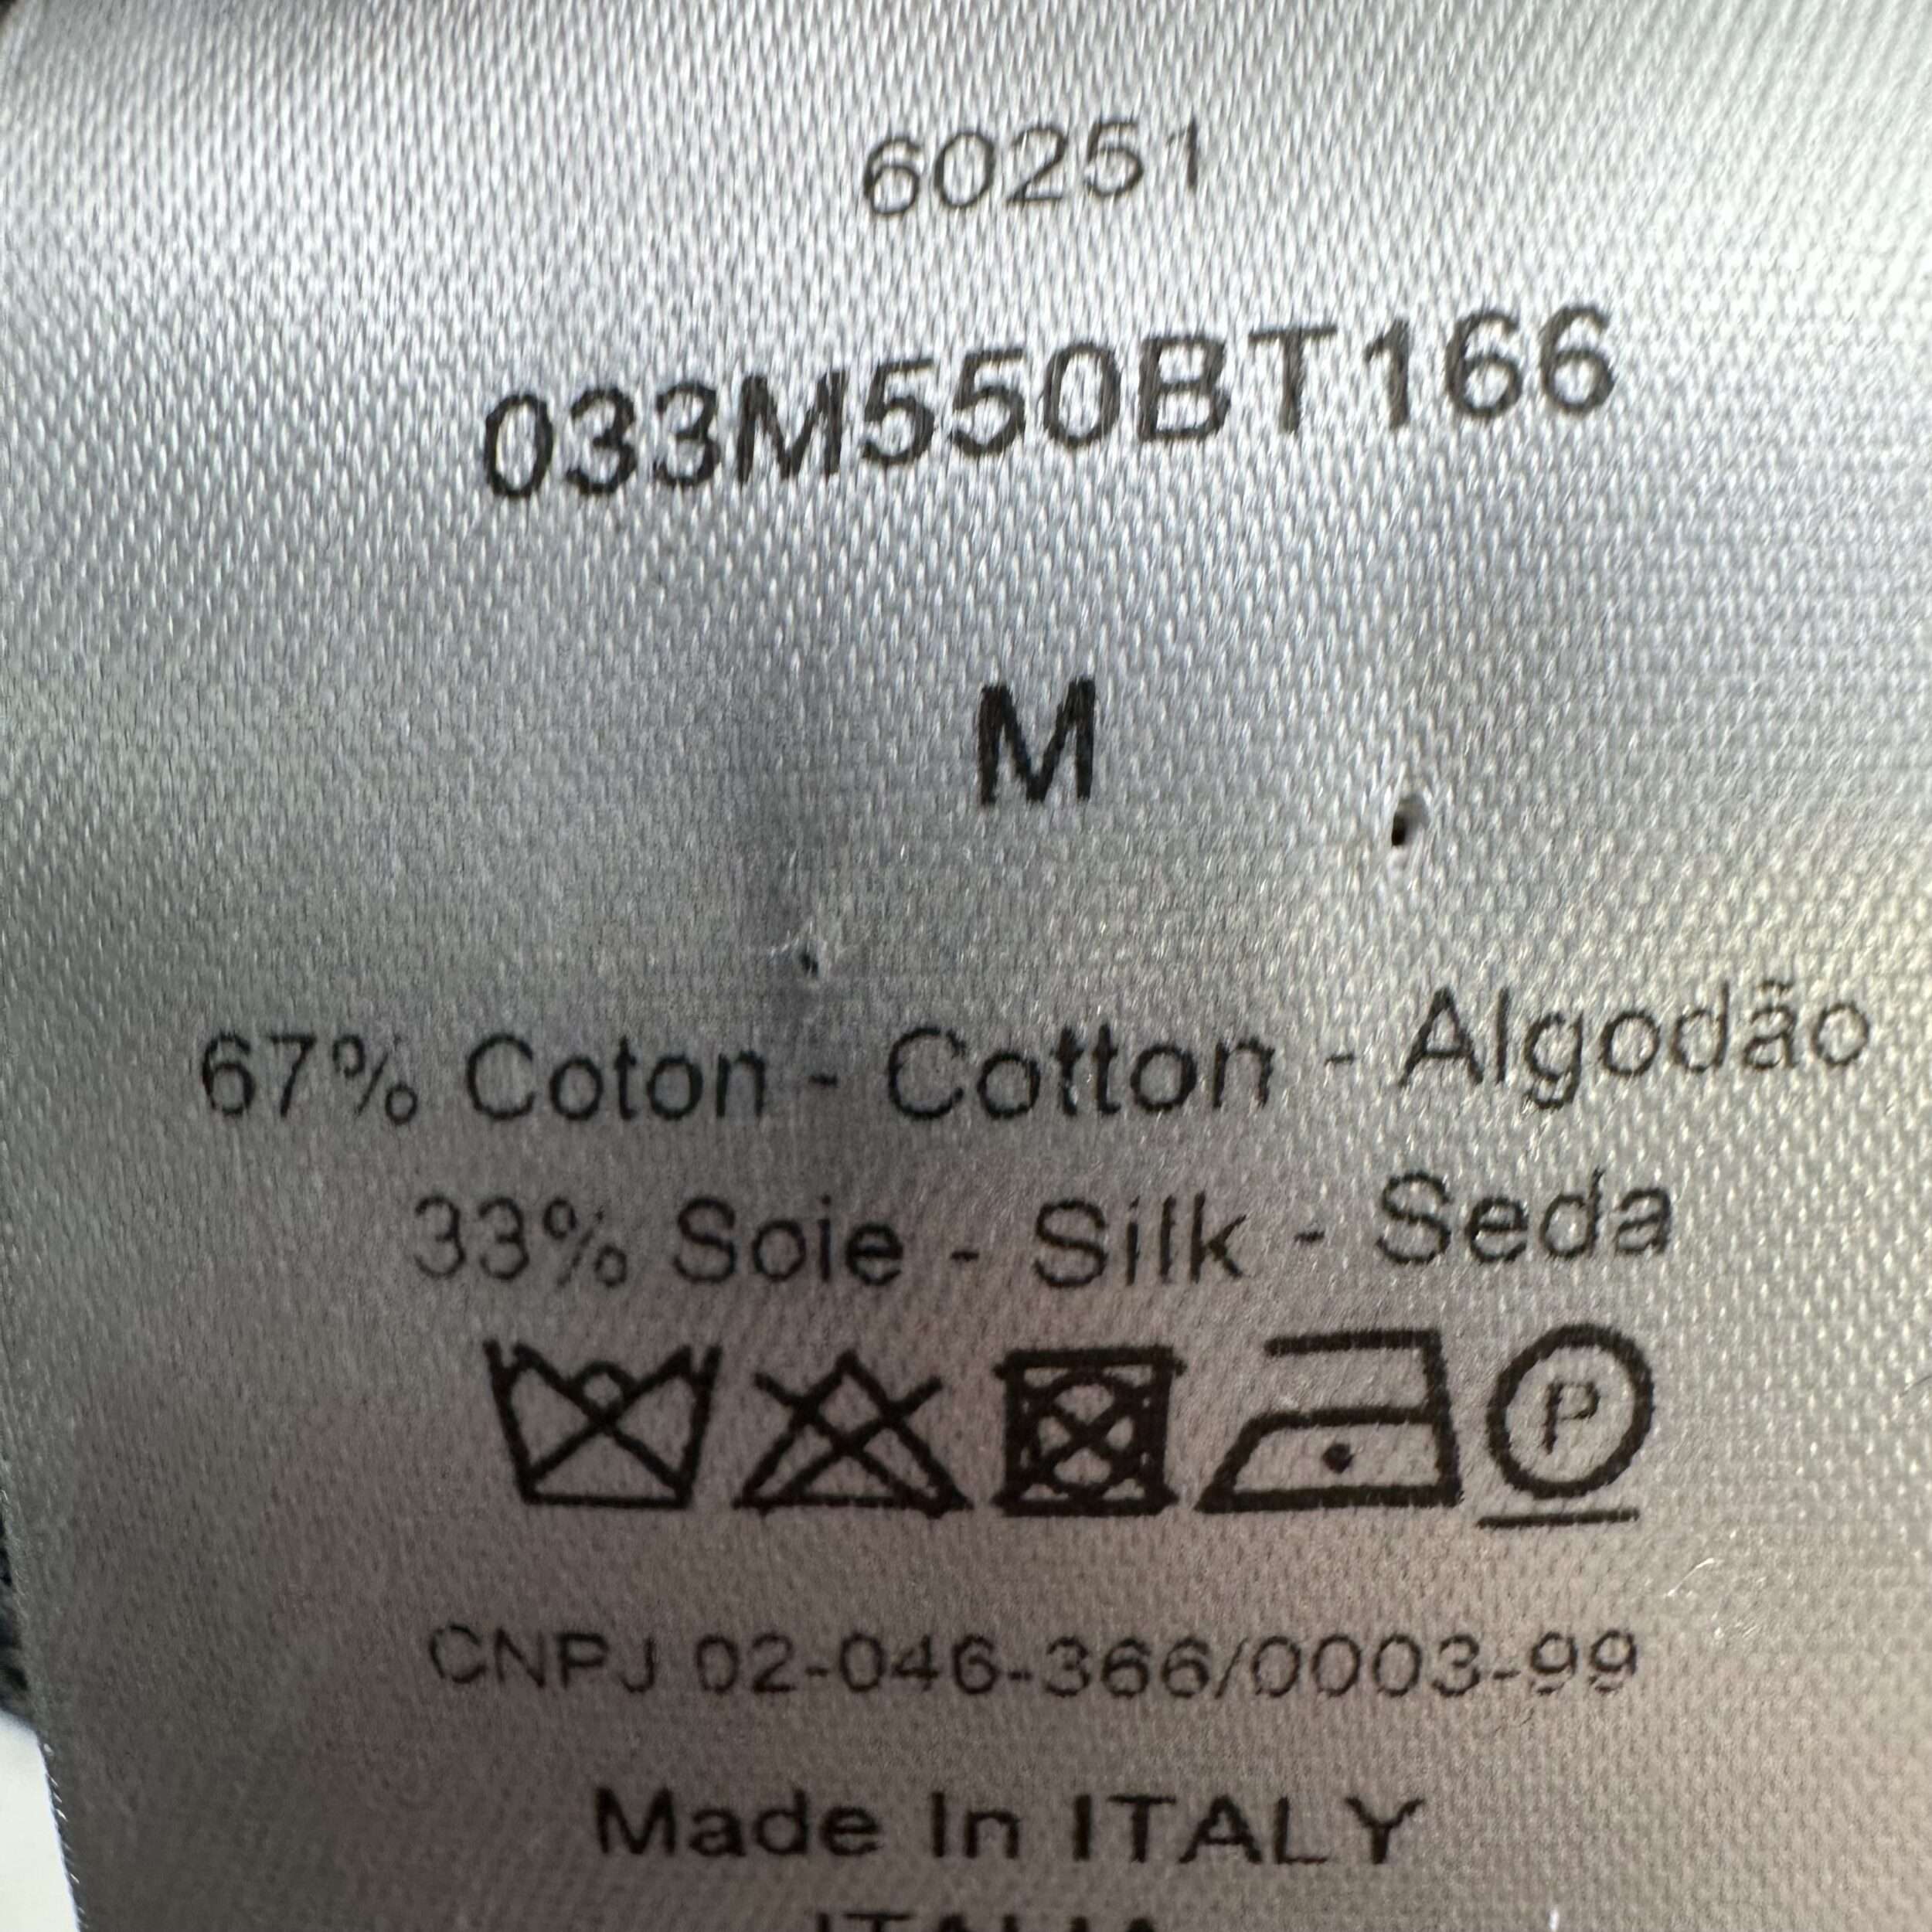 60251
033M550BT166
M
67% Coton - Cotton - Algodão
33% Soie - Silk - Seda
P
CNPJ 02-046-366/0003-99
Made In ITALY
ITALIA